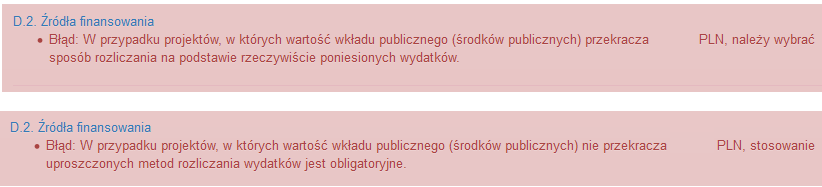 D.2. Źródła finansowania
• Błąd: W przypadku projektów, w których wartość wkładu publicznego (środków publicznych) przekracza PLN, należy wybrać
sposób rozliczania na podstawie rzeczywiście poniesionych wydatków.
D.2. Źródła finansowania
• Błąd: W przypadku projektów, w których wartość wkładu publicznego (środków publicznych) nie przekracza PLN, stosowanie
uproszczonych metod rozliczania wydatków jest obligatoryjne.